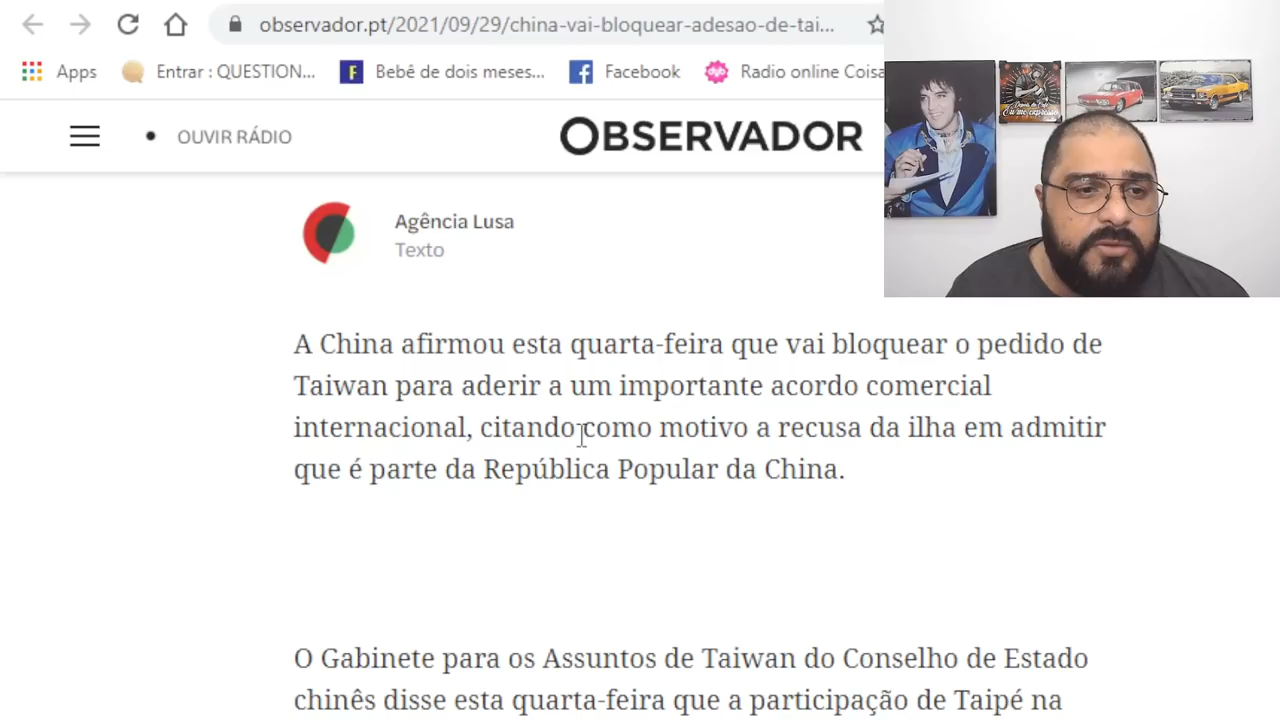 observador.pt/2021/09/29/china-vai-bloquear-adesao-de-tai...
Apps
Entrar : QUESTION...
F
Bebê de dois meses...
Facebook
Radio online Coisa
OUVIR RÁDIO
OBSERVADOR
Agência Lusa
Texto
A China afirmou esta quarta-feira que vai bloquear o pedido de
Taiwan para aderir a um importante acordo comercial
internacional, citando como motivo a recusa da ilha em admitir
que é parte da República Popular da China.
O Gabinete para os Assuntos de Taiwan do Conselho de Estado
chinês disse esta quarta-feira que a participação de Taipé na